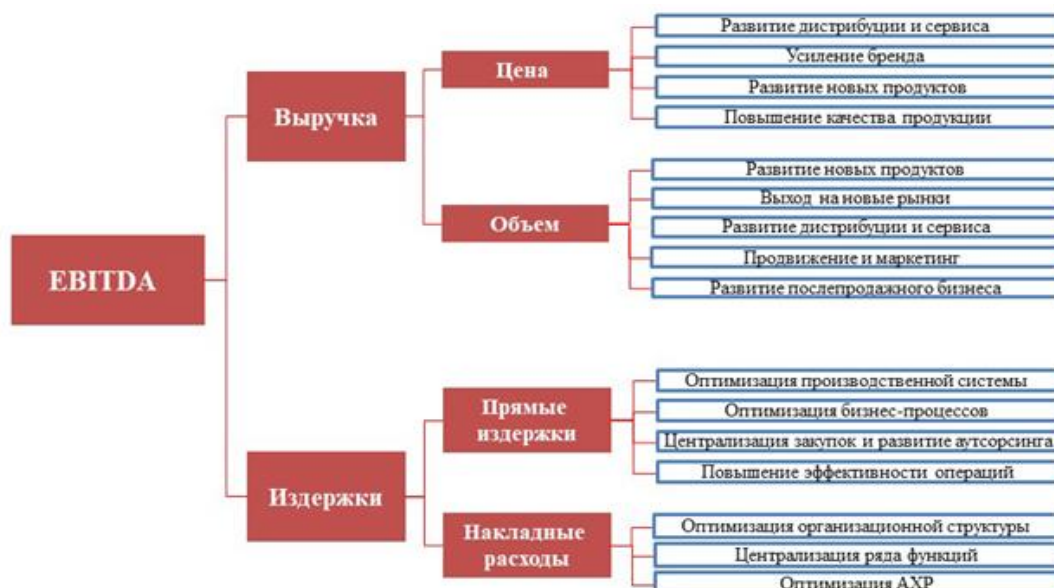 EBITDA
Выручка
Цена
Развитие дистрибуции и сервиса
Усиление бренда
Развитие новых продуктов
Повышение качества продукции
Объем
Развитие новых продуктов
Выход на новые рынки
Развитие дистрибуции и сервиса
Продвижение и маркетинг
Развитие послепродажного бизнеса
Издержки
Прямые
издержки
Оптимизация производственной системы
Оптимизация бизнес-процессов
Централизация закупок и развитие аутсорсинга
Повышение эффективности операций
Накладные
расходы
Оптимизация организационной структуры
Централизация ряда функций
Оптимизация АХР